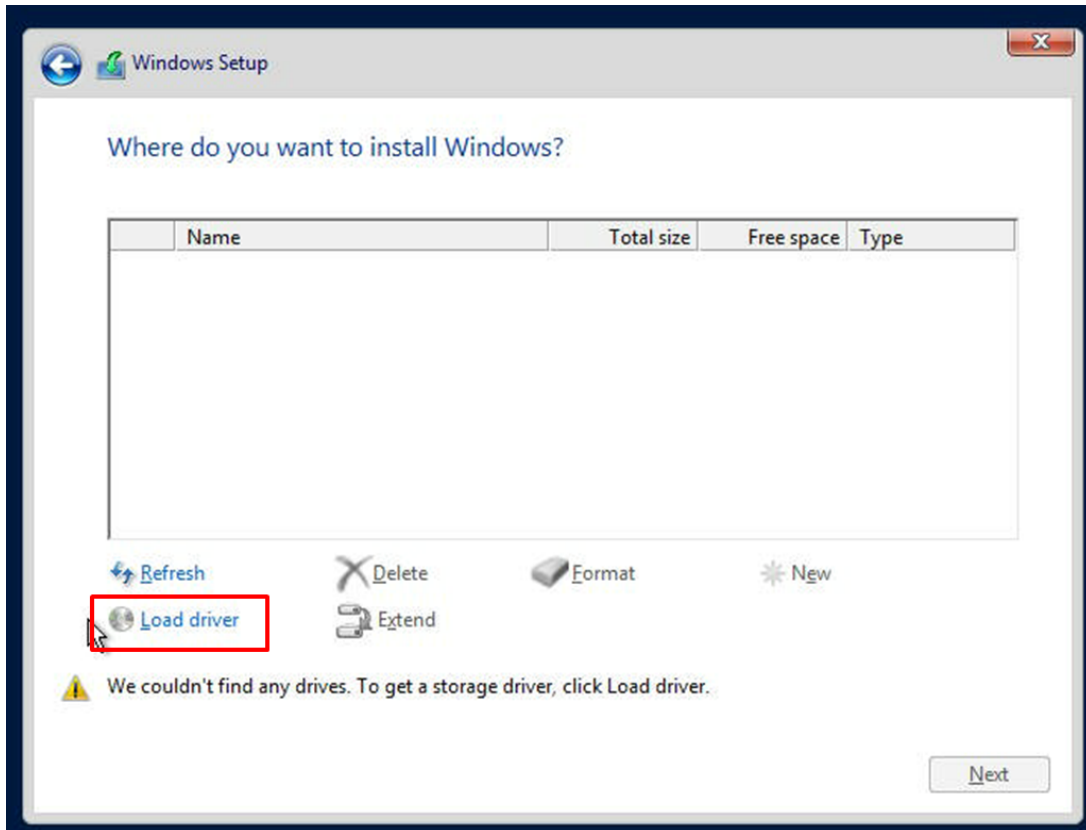 Windows Setup
Where do you want to install Windows?
Name Total size Free space Type
Refresh Delete Format New
Load driver Extend
We couldn't find any drives. To get a storage driver, click Load driver.
Next